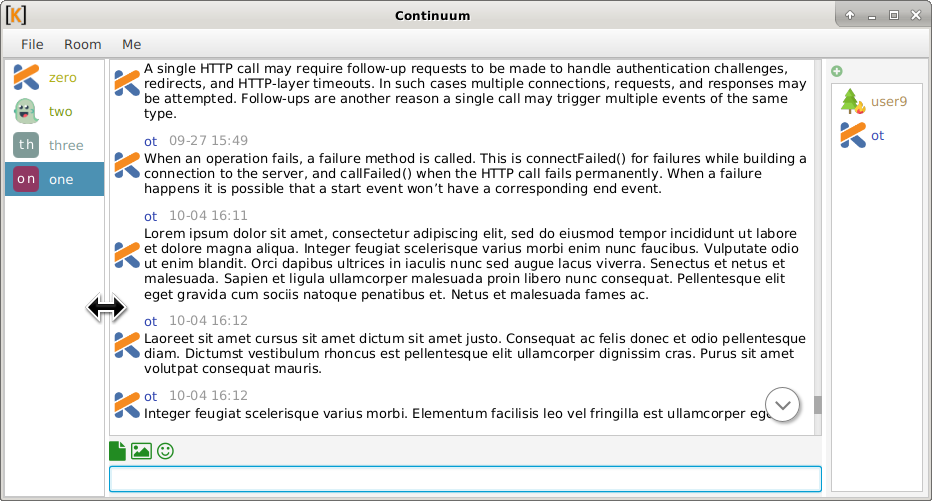 [K]
Continuum
File Room Me
zero
two
th three
on one
A single HTTP call may require follow-up requests to be made to handle authentication challenges,
redirects, and HTTP-layer timeouts. In such cases multiple connections, requests, and responses may
be attempted. Follow-ups are another reason a single call may trigger multiple events of the same
type.
ot 09-27 15:49
When an operation fails, a failure method is called. This is connectFailed() for failures while building a
connection to the server, and callFailed() when the HTTP call fails permanently. When a failure
happens it is possible that a start event won’t have a corresponding end event.
ot 10-04 16:11
Lorem ipsum dolor sit amet, consectetur adipiscing elit, sed do eiusmod tempor incididunt ut labore
et dolore magna aliqua. Integer feugiat scelerisque varius morbi enim nunc faucibus. Vulputate odio
ut enim blandit. Orci dapibus ultrices in iaculis nunc sed augue lacus viverra. Senectus et netus et
malesuada. Sapien et ligula ullamcorper malesuada proin libero nunc consequat. Pellentesque elit
eget gravida cum sociis natoque penatibus et. Netus et malesuada fames ac.
ot 10-04 16:12
Laoreet sit amet cursus sit amet dictum sit amet justo. Consequat ac felis donec et odio pellentesque
diam. Dictumst vestibulum rhoncus est pellentesque elit ullamcorper dignissim cras. Purus sit amet
volutpat consequat mauris.
ot 10-04 16:12
Integer feugiat scelerisque varius morbi. Elementum facilisis leo vel fringilla est ullamcorper
user9
ot